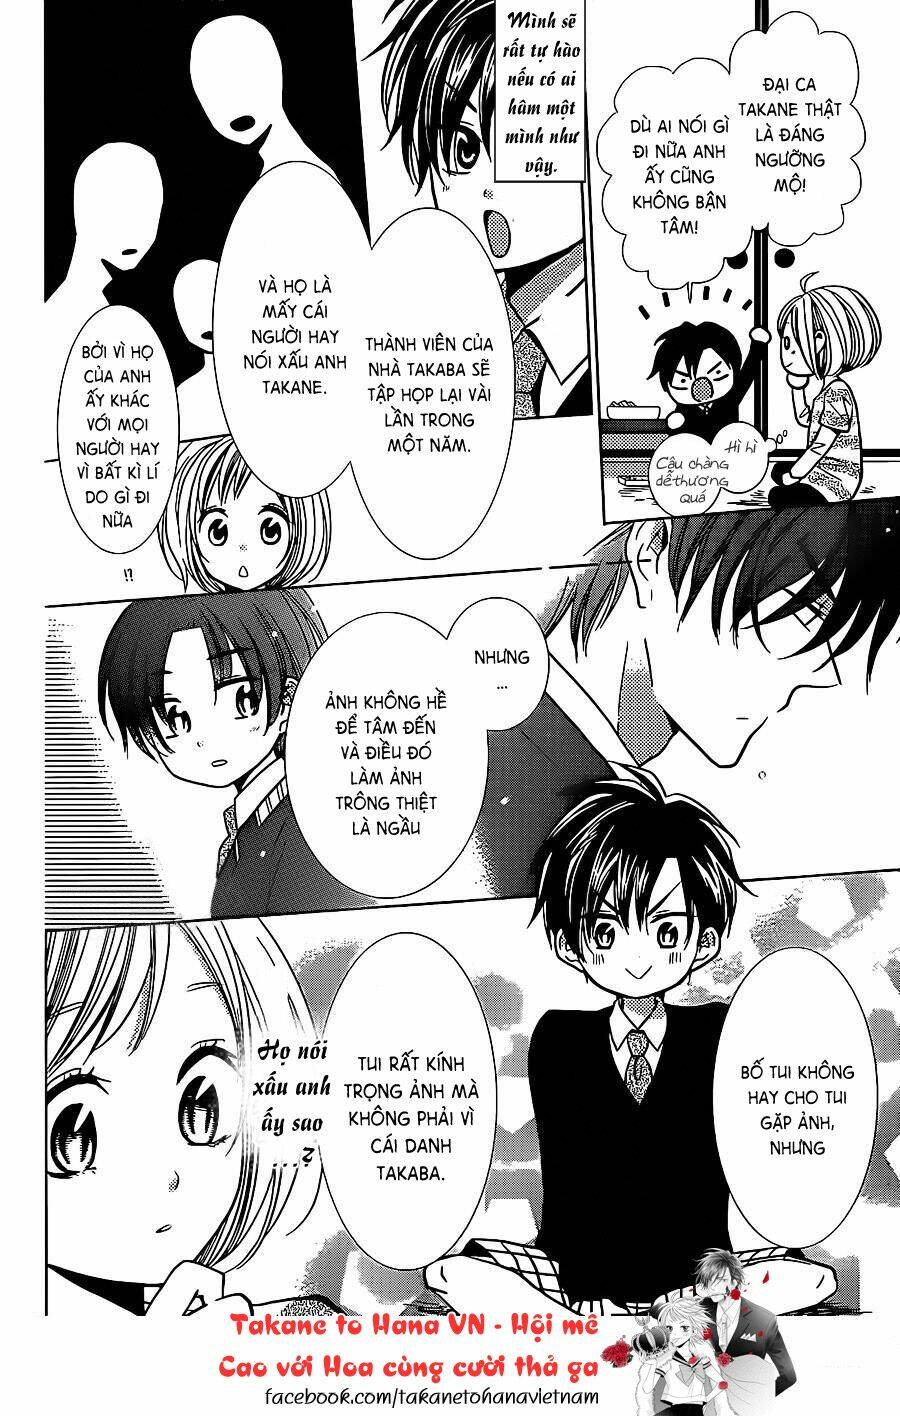 ĐẠI CA
TAKANE THẬT
LÀ ĐÁNG
NGƯỠNG
MỘ!
DÙ AI NÓI GÌ
ĐI NỮA ANH
ẤY CŨNG
KHÔNG BẬN
TÂM!
Hì hì
Cậu chàng
dễ thương
quá
Mình sẽ
rất tự hào
nếu có ai
hâm một
mình như
vậy.
THÀNH VIÊN CỦA
NHÀ TAKABA SẼ
TẬP HỌP LẠI VÀI
LẦN TRONG
MỘT NĂM.
VÀ HỌ LÀ
MẤY CÁI
NGƯỜI HAY
NÓI XẤU ANH
TAKANE.
BỞI VÌ HỌ
CỦA ANH
ẤY KHÁC
VỚI MỌI
NGƯỜI HAY
VÌ BẤT KÌ LÍ
DO GÌ ĐI
NỮA
!?
NHƯNG
...
ẢNH KHÔNG HỀ
ĐỂ TÂM ĐẾN
VÀ ĐIỀU ĐÓ
LÀM ẢNH
TRÔNG THIỆT
LÀ NGẦU
BỐ TUI KHÔNG
HAY CHO TUI
GẶP ẢNH,
NHƯNG
TUI RẤT KÍNH
TRỌNG ẢNH MÀ
KHÔNG PHẢI VÌ
CÁI DANH
TAKABA.
Họ nói
xấu anh
ấy sao
...?
Takane to Hana VN - Hội mê
Cao với Hoa cùng cười thả ga
facebook.com/takanetohanavietnam